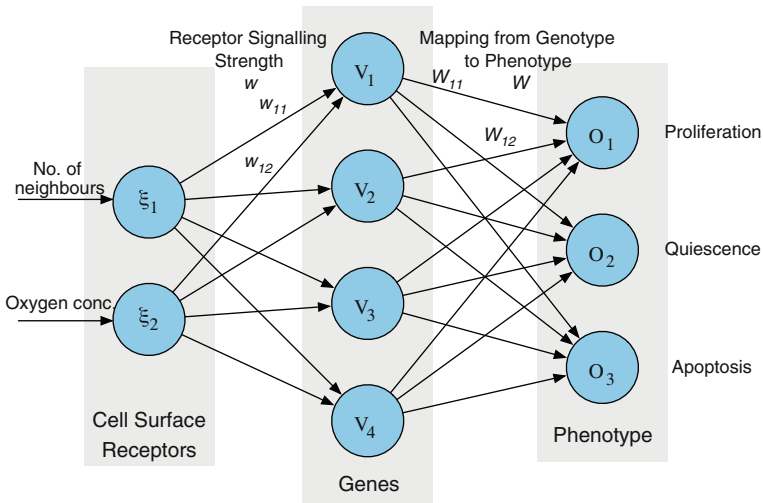 Receptor Signalling
Strength
w
w₁₁
w₁₂
Mapping from Genotype
to Phenotype
W₁₁
W
W₁₂
No. of
neighbours
Oxygen conc.
ξ₁
ξ₂
V₁
V₂
V₃
V₄
O₁
O₂
O₃
Proliferation
Quiescence
Apoptosis
Cell Surface
Receptors
Genes
Phenotype